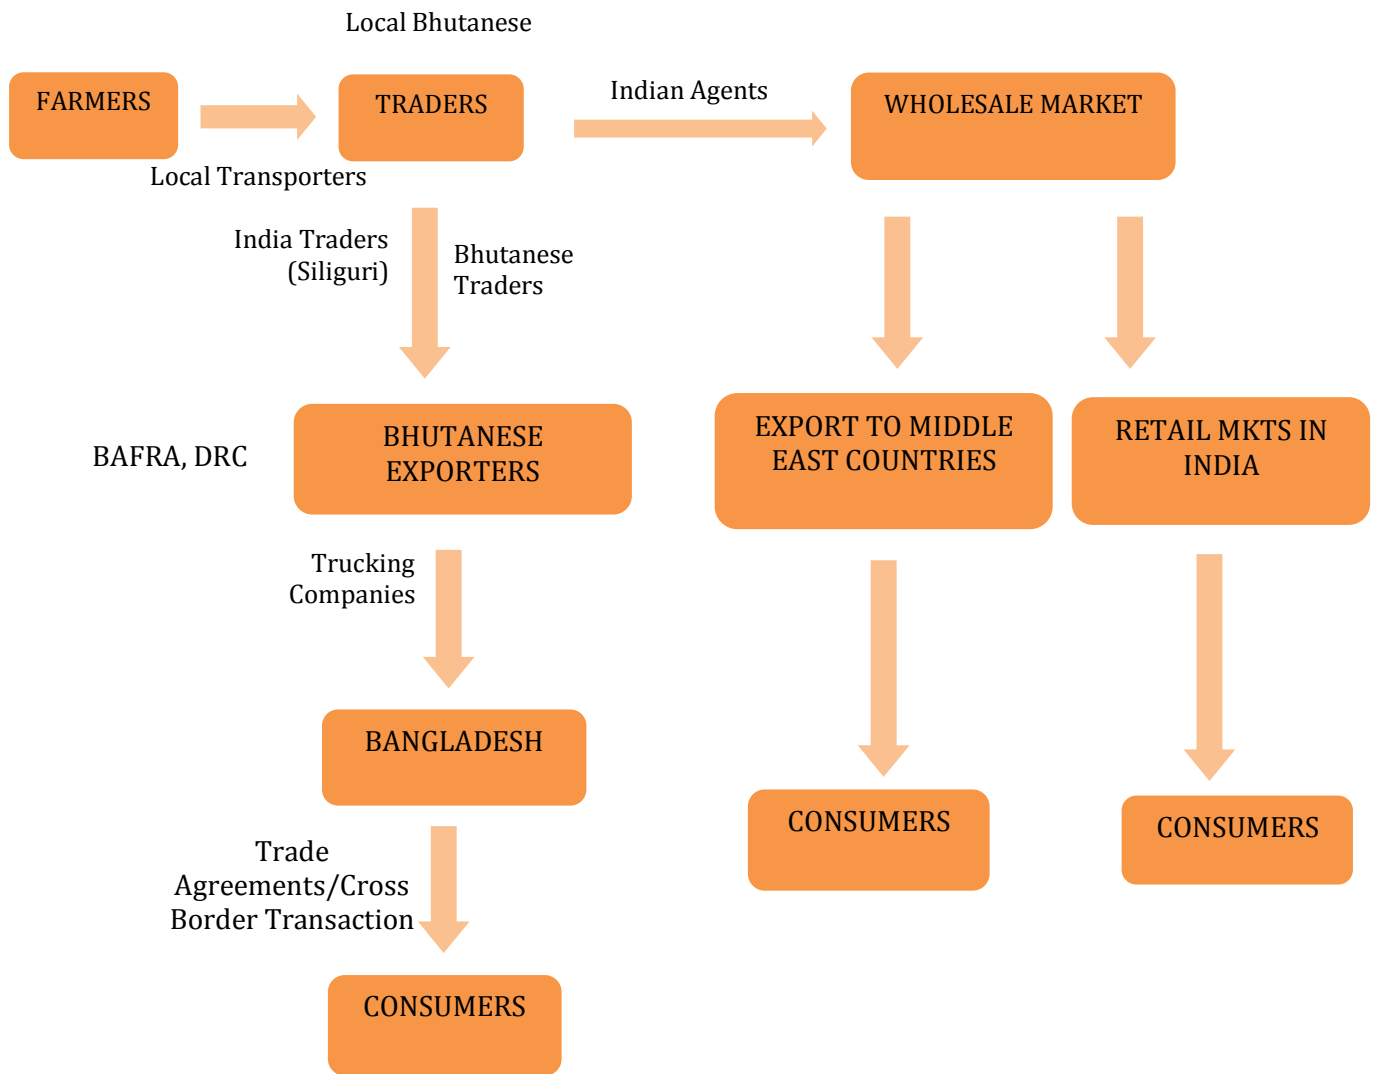 Local Bhutanese
FARMERS
TRADERS
Indian Agents
WHOLESALE MARKET
Local Transporters
India Traders
(Siliguri)
Bhutanese
Traders
BAFRA, DRC
BHUTANESE
EXPORTERS
EXPORT TO MIDDLE
EAST COUNTRIES
RETAIL MKTS IN
INDIA
Trucking
Companies
BANGLADESH
CONSUMERS
CONSUMERS
Trade
Agreements/Cross
Border Transaction
CONSUMERS